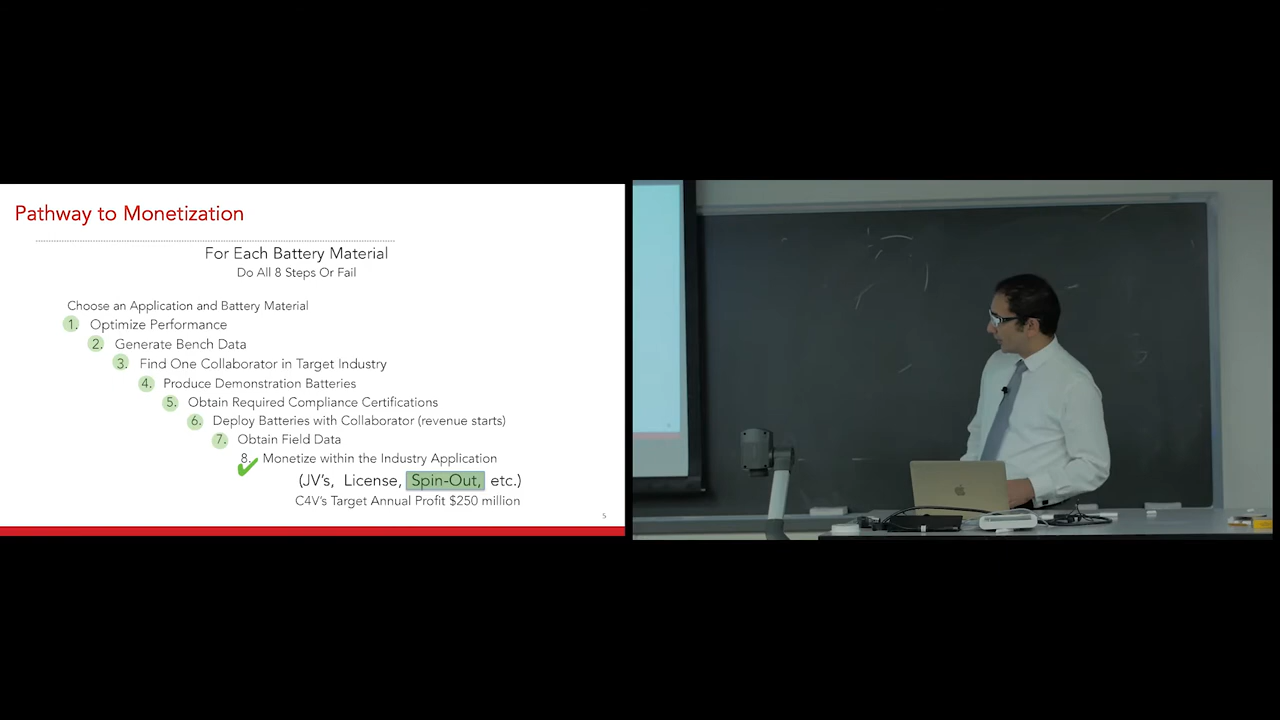 Pathway to Monetization
For Each Battery Material
Do All 8 Steps Or Fail
Choose an Application and Battery Material
1. Optimize Performance
2. Generate Bench Data
3. Find One Collaborator in Target Industry
4. Produce Demonstration Batteries
5. Obtain Required Compliance Certifications
6. Deploy Batteries with Collaborator (revenue starts)
7. Obtain Field Data
8. Monetize within the Industry Application
(JV's, License, Spin-Out, etc.)
C4V's Target Annual Profit $250 million
5